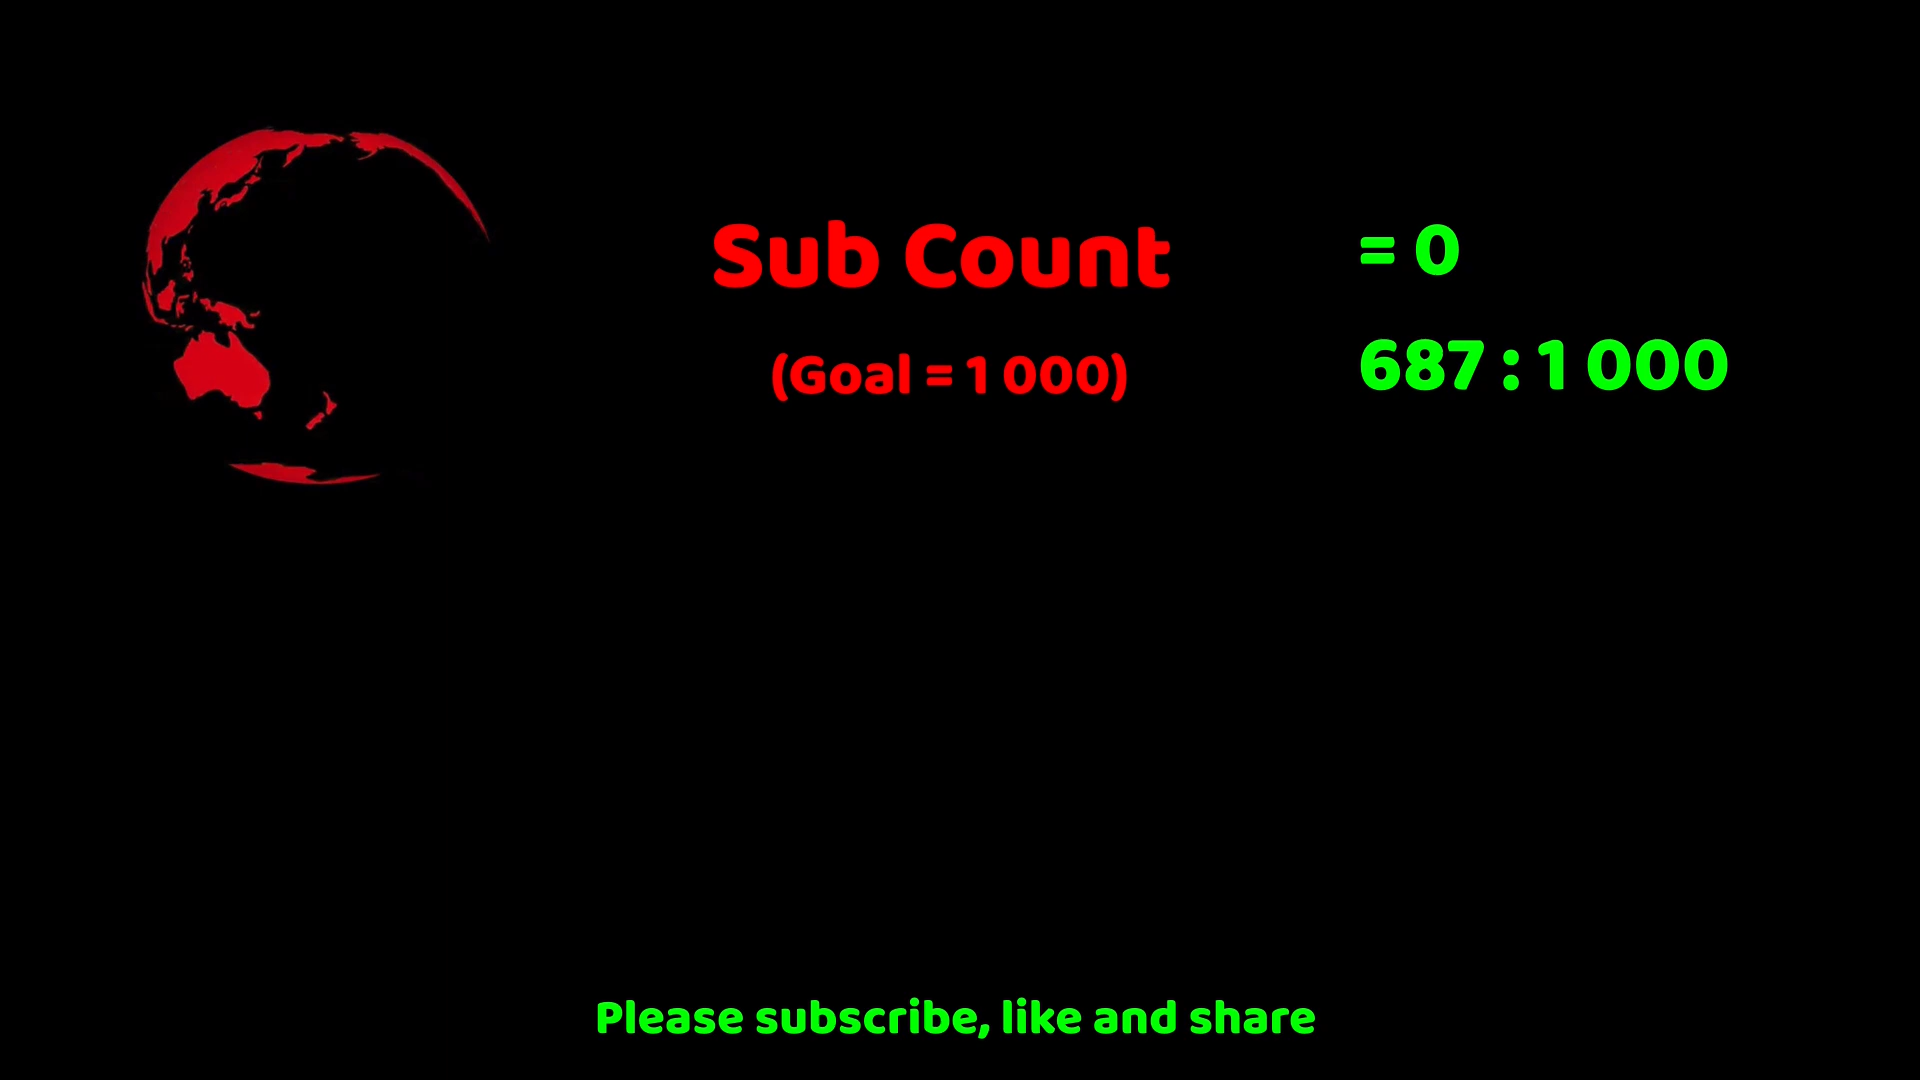 Sub Count = 0
(Goal = 1 000) 687 : 1 000
Please subscribe, like and share